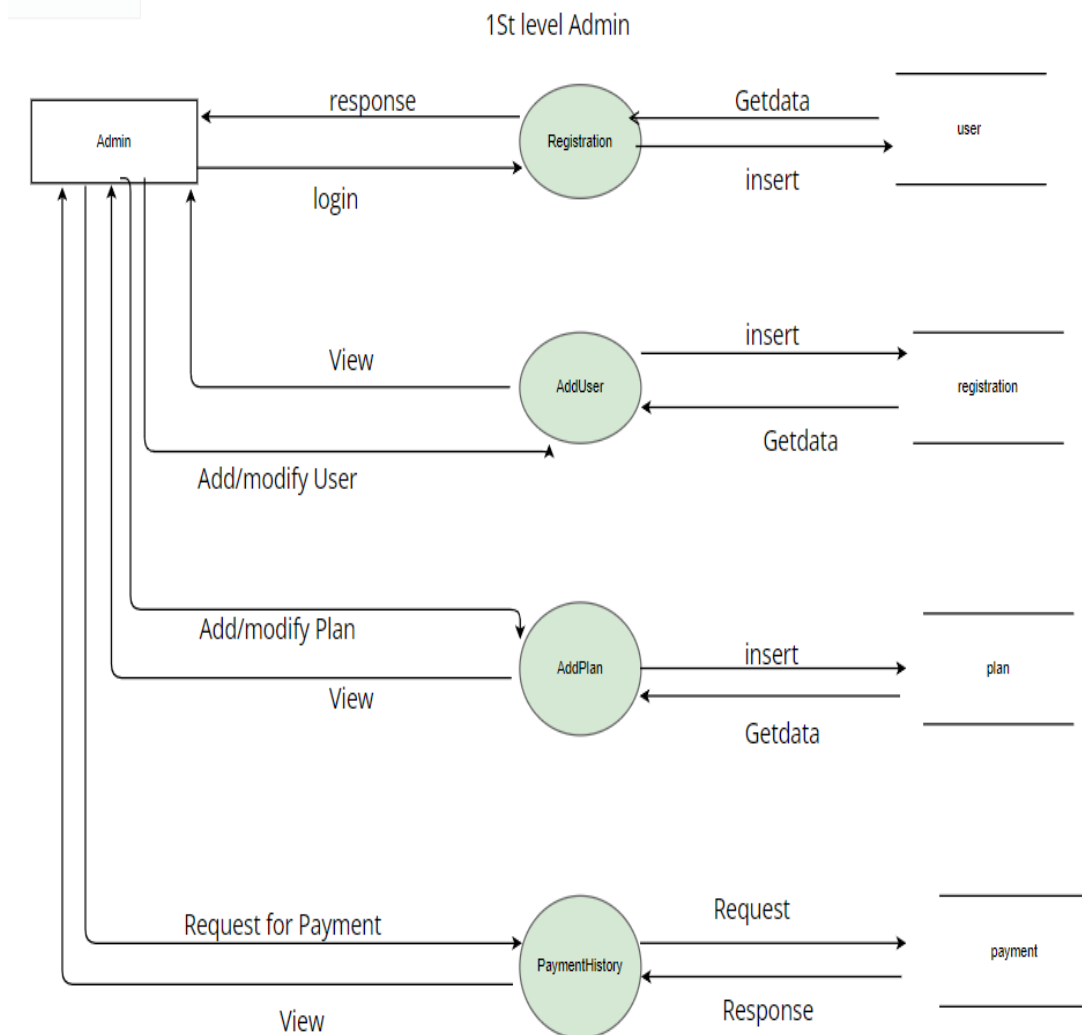 1St level Admin
response
Getdata
Admin
Registration
user
login
insert
View
insert
AddUser
registration
Getdata
Add/modify User
Add/modify Plan
insert
AddPlan
plan
View
Getdata
Request for Payment
Request
PaymentHistory
payment
View
Response